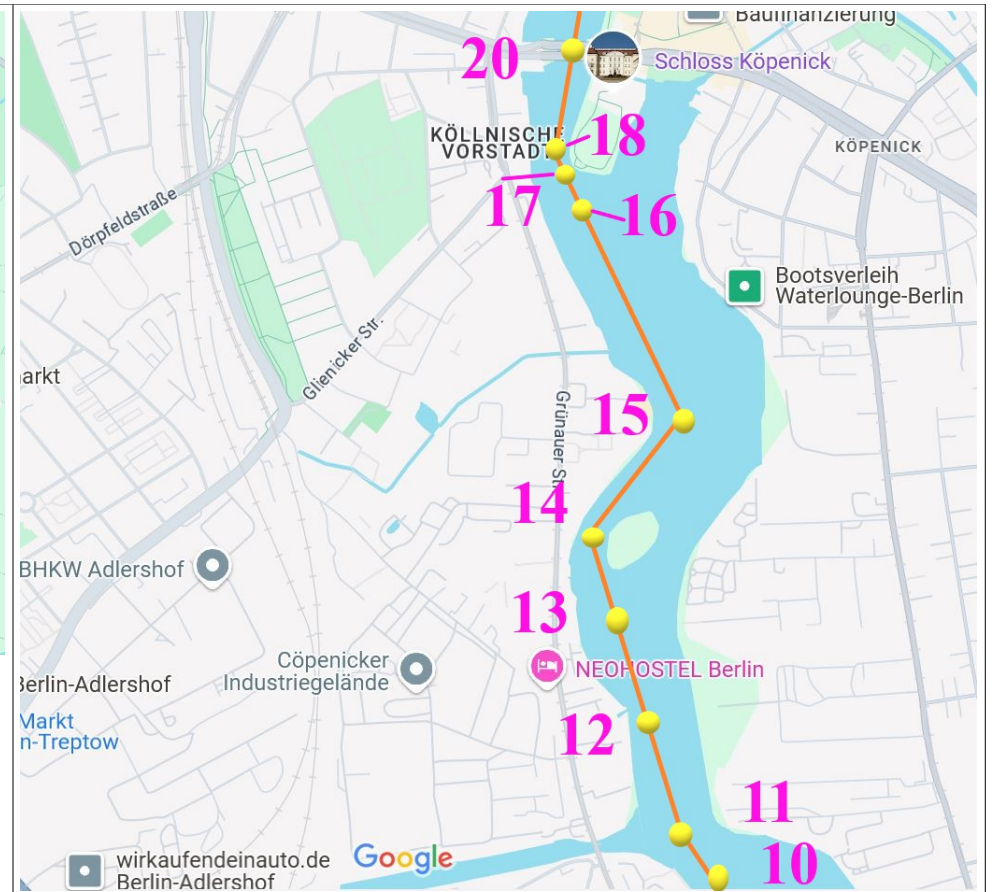 Baufinanzierung
20
Schloss Köpenick
KÖLLNISCHE
VORSTADT
18
KÖPENICK
17
16
Dörpfeldstraße
Bootsverleih
Waterlounge-Berlin
Glienicker Str.
arkt
15
Grünauer St
14
BHKW Adlershof
13
Cöpenicker
Industriegelände
NEOHOSTEL Berlin
Berlin-Adlershof
Markt
n-Treptow
12
11
10
wirkaufendeinauto.de
Berlin-Adlershof
Google